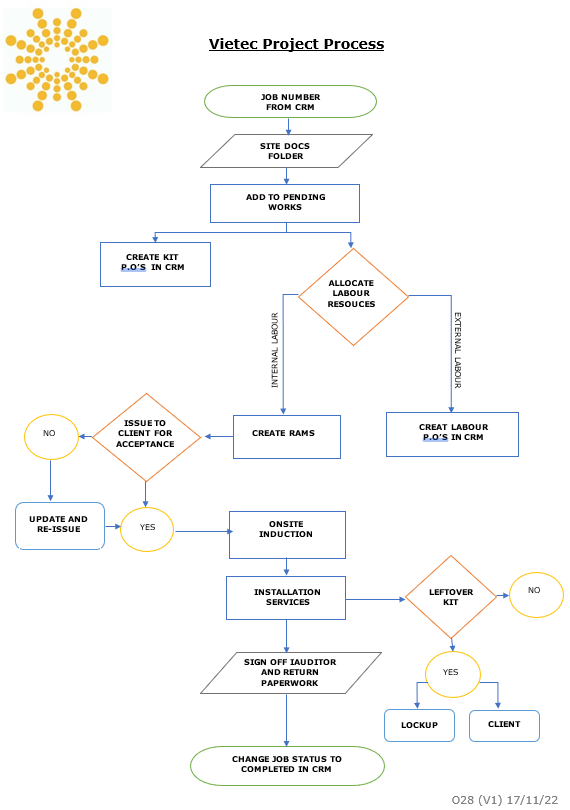 Vietec Project Process
JOB NUMBER
FROM CRM
SITE DOCS
FOLDER
ADD TO PENDING
WORKS
CREATE KIT
P.O'S IN CRM
ALLOCATE
LABOUR
RESOUCES
INTERNAL LABOUR
EXTERNAL LABOUR
NO
ISSUE TO
CLIENT FOR
ACCEPTANCE
CREATE RAMS
CREAT LABOUR
P.O'S IN CRM
UPDATE AND
RE-ISSUE
YES
ONSITE
INDUCTION
INSTALLATION
SERVICES
LEFTOVER
KIT
NO
SIGN OFF IAUDITOR
AND RETURN
PAPERWORK
YES
LOCKUP
CLIENT
CHANGE JOB STATUS TO
COMPLETED IN CRM
O28 (V1) 17/11/22